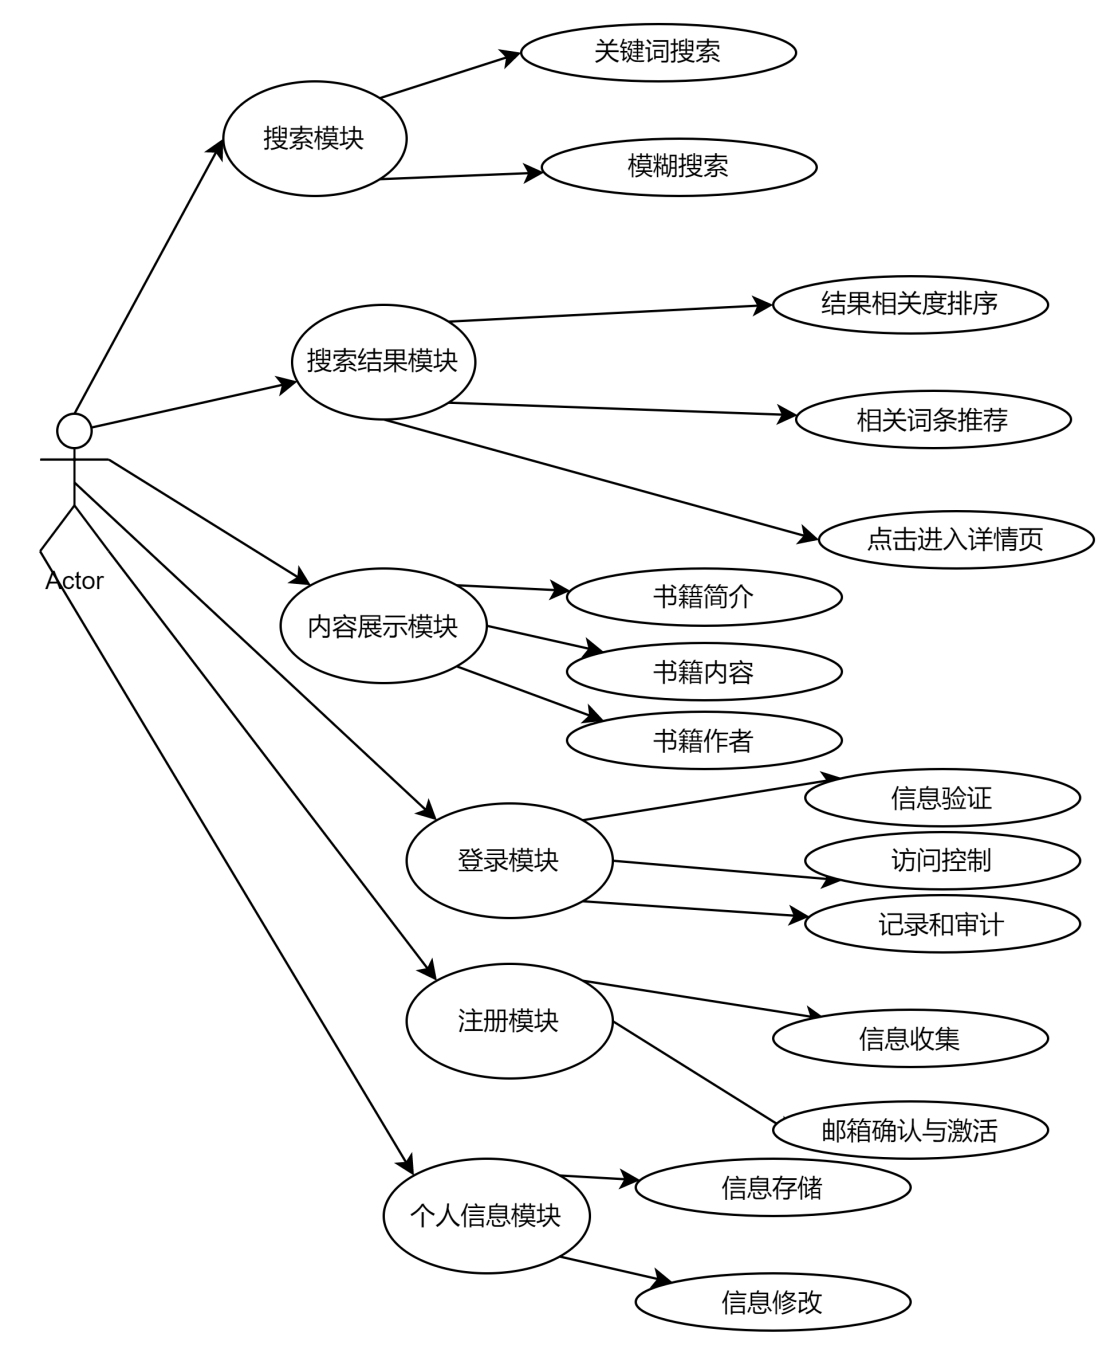 关键词搜索
搜索模块
模糊搜索
结果相关度排序
搜索结果模块
相关词条推荐
点击进入详情页
Actor
书籍简介
内容展示模块
书籍内容
书籍作者
信息验证
登录模块
访问控制
记录和审计
注册模块
信息收集
邮箱确认与激活
信息存储
个人信息模块
信息修改